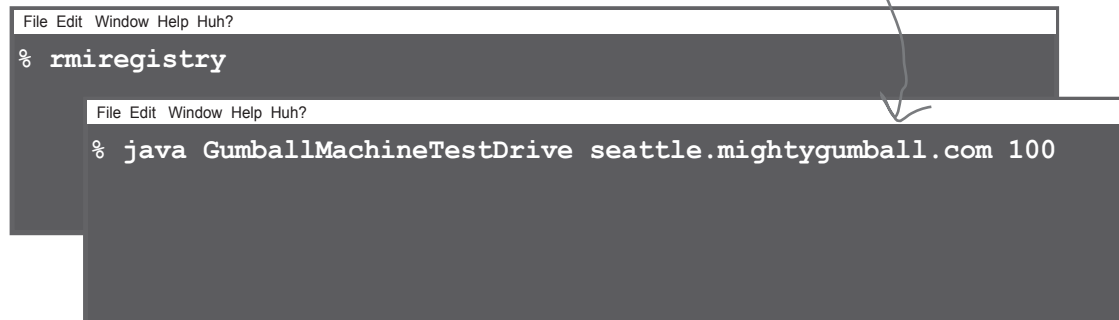 File Edit Window Help Huh?
% rmiregistry
File Edit Window Help Huh?
% java GumballMachineTestDrive seattle.mightygumball.com 100